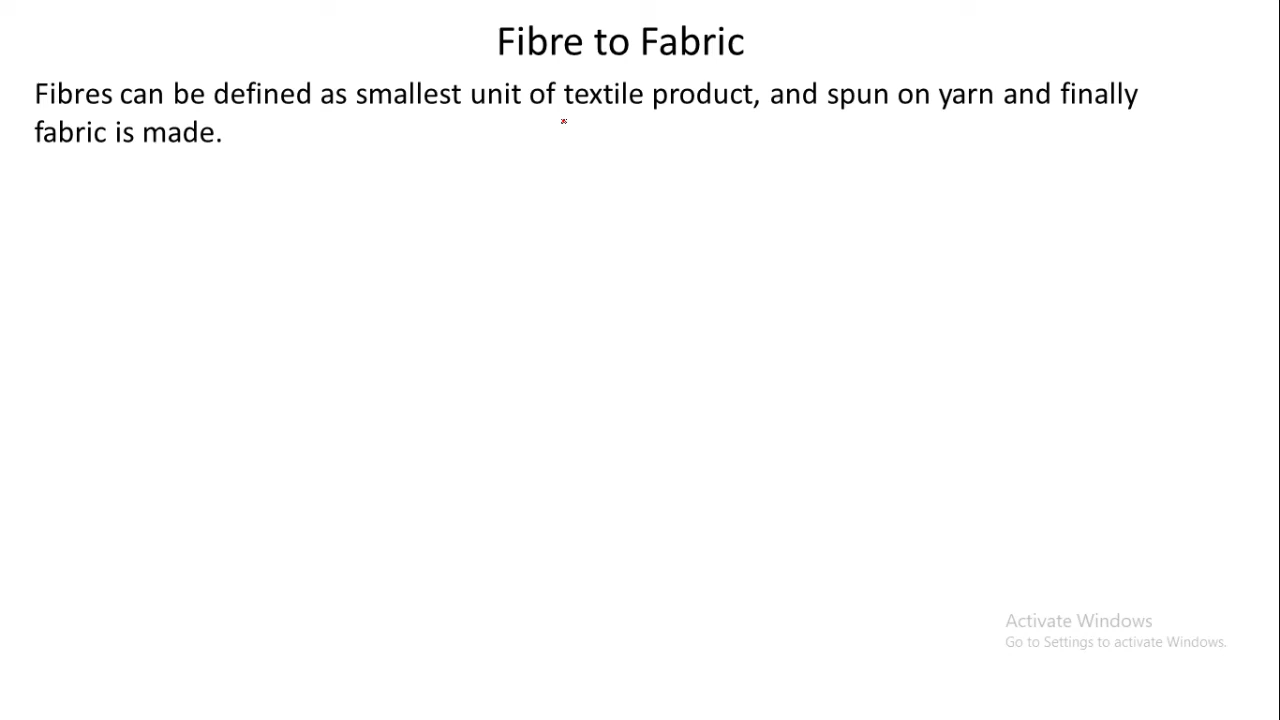 Fibre to Fabric
Fibres can be defined as smallest unit of textile product, and spun on yarn and finally
fabric is made.
Activate Windows
Go to Settings to activate Windows.